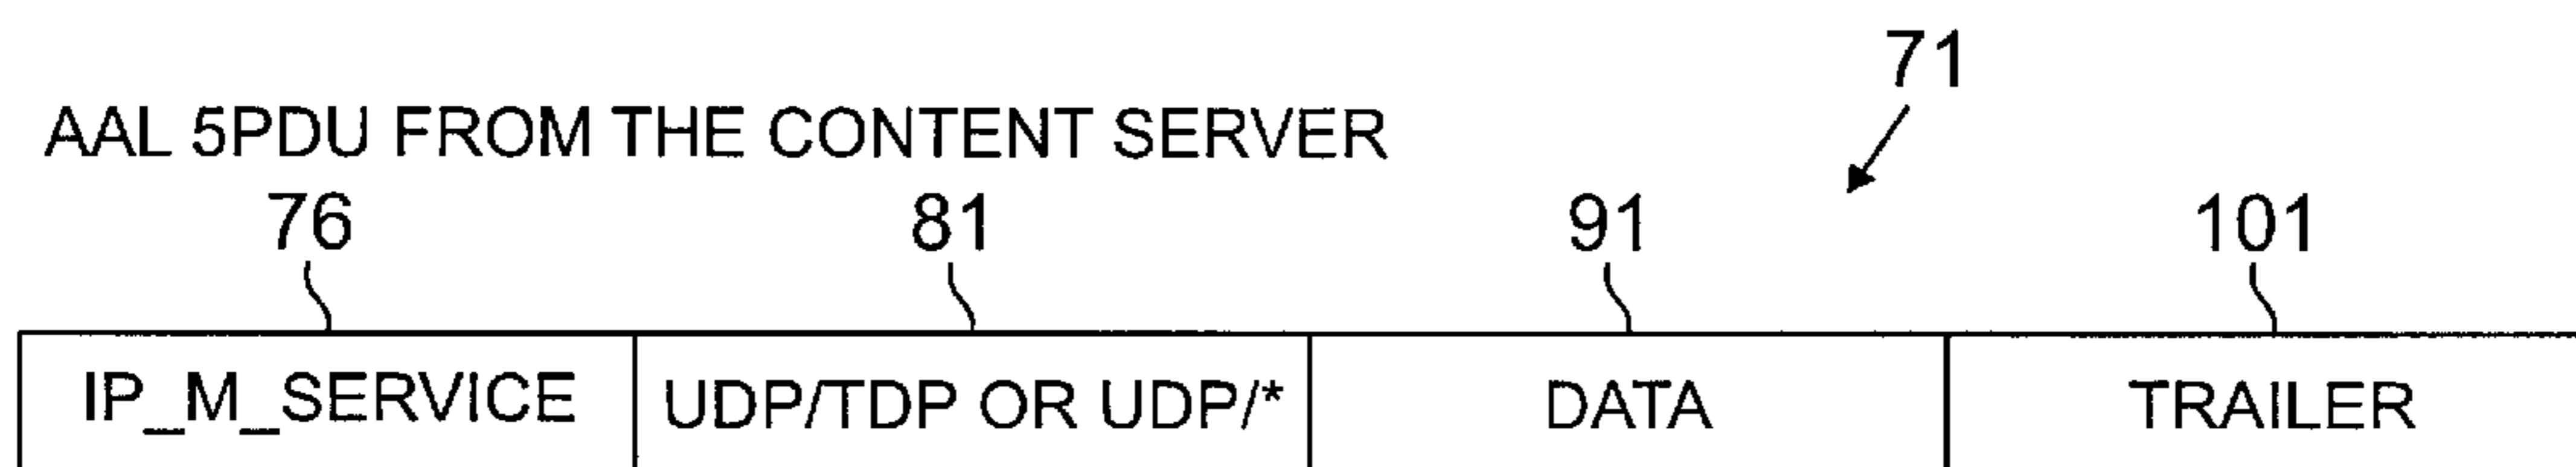 71
AAL 5PDU FROM THE CONTENT SERVER
76 81 91 101
IP_M_SERVICE UDP/TDP OR UDP/* DATA TRAILER